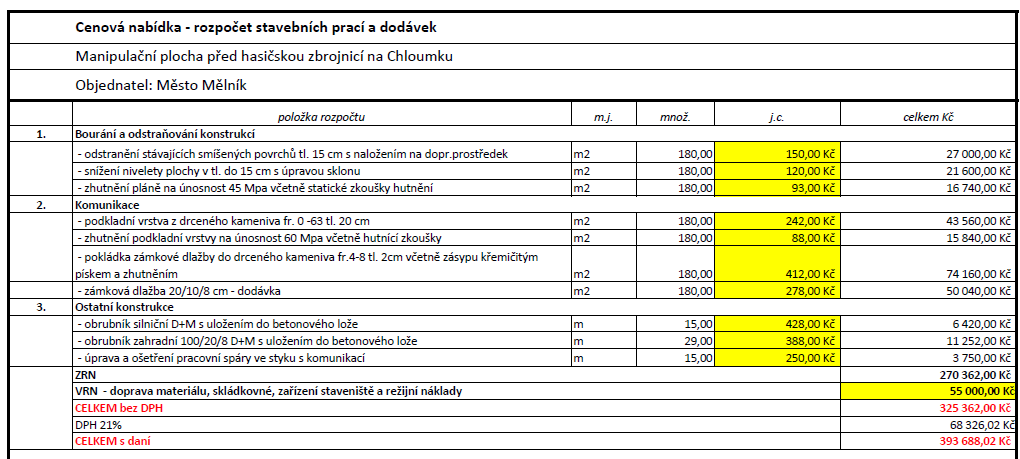 Cenová nabídka - rozpočet stavebních prací a dodávek
Manipulační plocha před hasičskou zbrojnicí na Chloumku
Objednatel: Město Mělník
položka rozpočtu m.j. množ. j.c. celkem Kč
1. Bourání a odstraňování konstrukcí
- odstranění stávajících smíšených povrchů tl. 15 cm s naložením na dopr.prostředek m2 180,00 150,00 Kč 27 000,00 Kč
- snížení nivelety plochy v tl. do 15 cm s úpravou sklonu m2 180,00 120,00 Kč 21 600,00 Kč
- zhutnění pláně na únosnost 45 Mpa včetně statické zkoušky hutnění m2 180,00 93,00 Kč 16 740,00 Kč
2. Komunikace
- podkladní vrstva z drceného kameniva fr. 0 -63 tl. 20 cm m2 180,00 242,00 Kč 43 560,00 Kč
- zhutnění podkladní vrstvy na únosnost 60 Mpa včetně hutnící zkoušky m2 180,00 88,00 Kč 15 840,00 Kč
- pokládka zámkové dlažby do drceného kameniva fr.4-8 tl. 2cm včetně zásypu křemičitým
pískem a zhutněním m2 180,00 412,00 Kč 74 160,00 Kč
- zámková dlažba 20/10/8 cm - dodávka m2 180,00 278,00 Kč 50 040,00 Kč
3. Ostatní konstrukce
- obrubník silniční D+M s uložením do betonového lože m 15,00 428,00 Kč 6 420,00 Kč
- obrubník zahradní 100/20/8 D+M s uložením do betonového lože m 29,00 388,00 Kč 11 252,00 Kč
- úprava a ošetření pracovní spáry ve styku s komunikací m 15,00 250,00 Kč 3 750,00 Kč
ZRN 270 362,00 Kč
VRN - doprava materiálu, skládkovné, zařízení staveniště a režijní náklady 55 000,00 Kč
CELKEM bez DPH 325 362,00 Kč
DPH 21% 68 326,02 Kč
CELKEM s daní 393 688,02 Kč